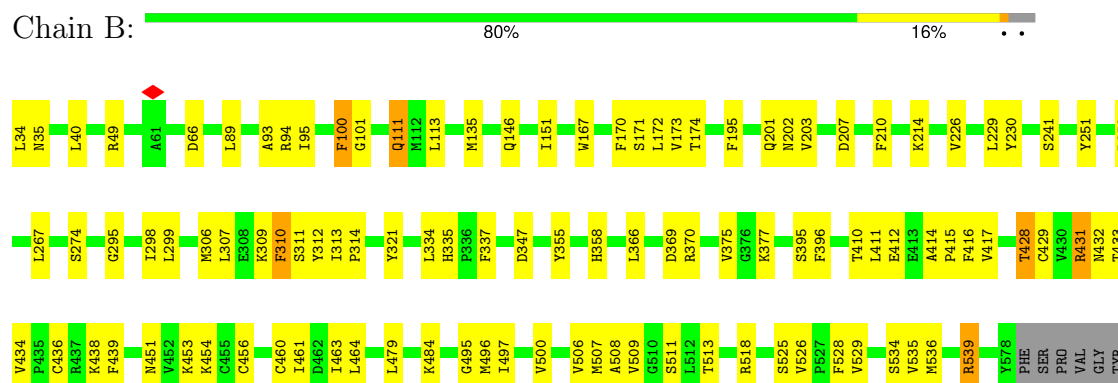 Chain B:
80% 16% • •
L34 N35 L40 R49 A61 D66 L89 A93 R94 I95 F100 G101 Q111 M112 L113 M135 Q146 I151 W167 F170 S171 L172 V173 T174 F195 Q201 N202 V203 D207 F210 K214 V226 L229 Y230 S241 Y251
L267 S274 G295 I298 L299 M306 L307 E308 K309 F310 S311 Y312 I313 P314 Y321 L334 H335 P336 F337 D347 Y355 H358 L366 D369 R370 V375 G376 K377 S395 F396 T410 L411 E412 E413 A414 P415 F416 V417 T428 C429 V430 R431 N432 T433
V434 P435 C436 R437 K438 F439 N451 V452 K453 K454 C455 C456 C460 I461 D462 I463 L464 L479 K484 G495 M496 I497 V500 V506 M507 A508 V509 G510 S511 L512 T513 R518 S525 V526 P527 F528 V529 S534 V535 M536 R539 Y578 PHE SER PRO VAL GLY